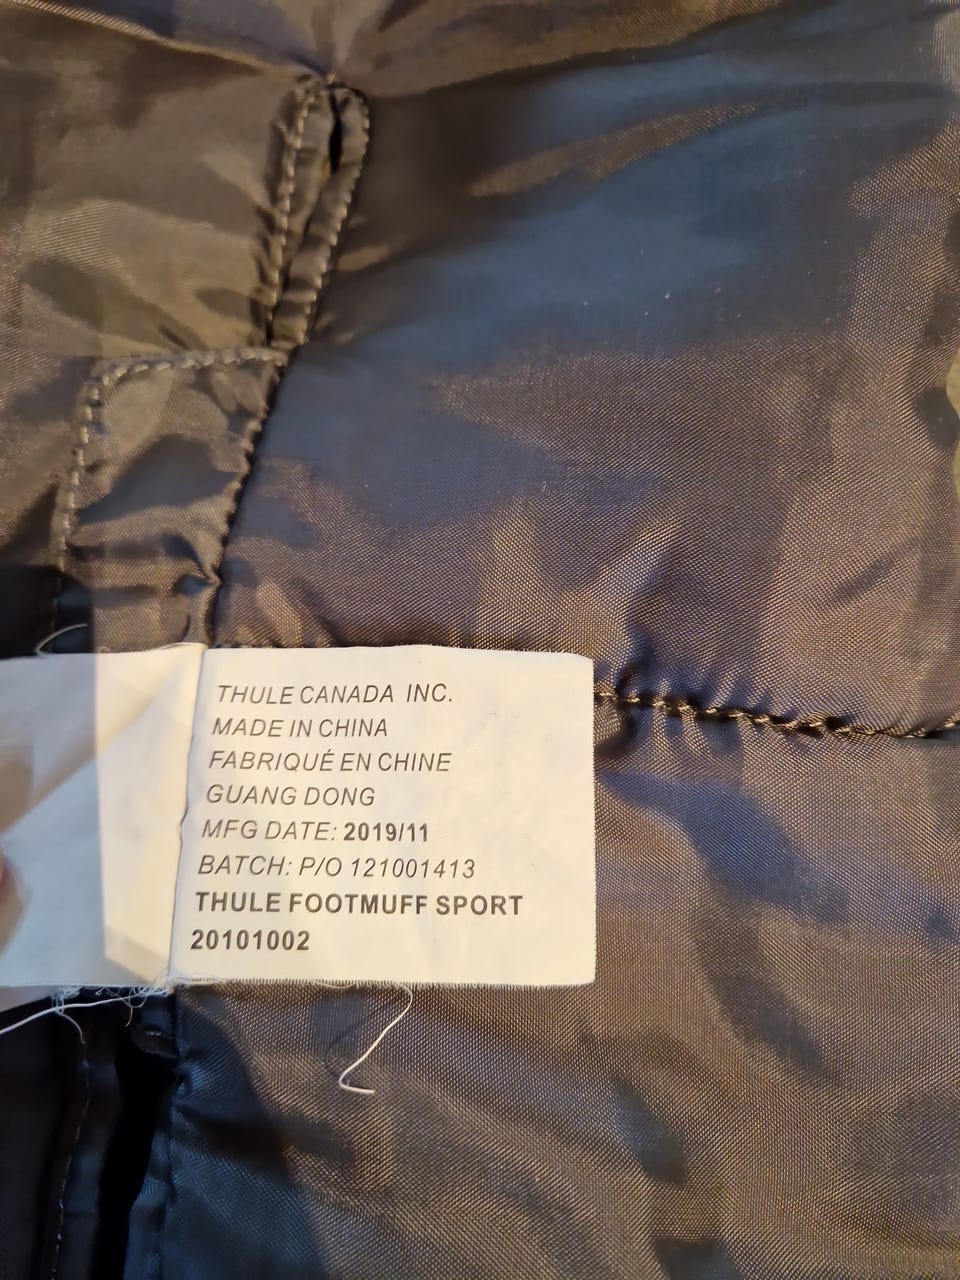 THULE CANADA INC.
MADE IN CHINA
FABRIQUÉ EN CHINE
GUANG DONG
MFG DATE: 2019/11
BATCH: P/O 121001413
THULE FOOTMUFF SPORT
20101002